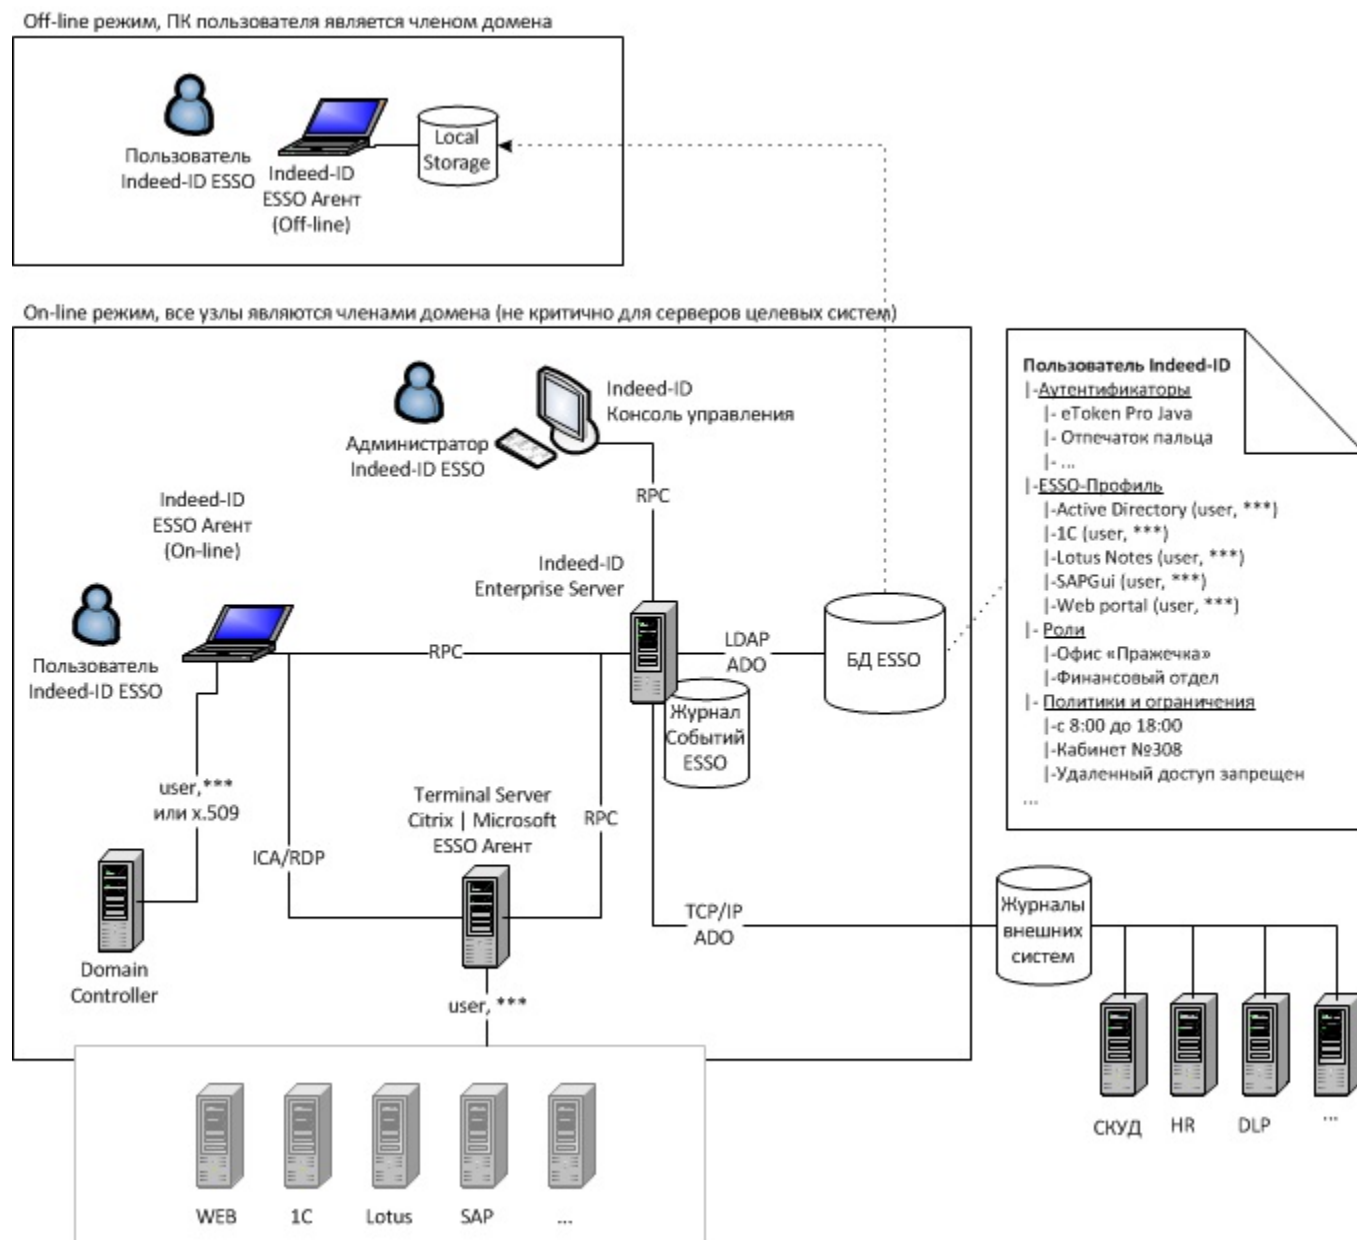 Off-line режим, ПК пользователя является членом домена
Пользователь
Indeed-ID ESSO
Indeed-ID
ESSO Агент
(Off-line)
Local
Storage
On-line режим, все узлы являются членами домена (не критично для серверов целевых систем)
Администратор
Indeed-ID ESSO
Indeed-ID
Консоль управления
RPC
Indeed-ID
ESSO Агент
(On-line)
Indeed-ID
Enterprise Server
Пользователь
Indeed-ID ESSO
RPC
LDAP
ADO
БД ESSO
Журнал
Событий
ESSO
user, ***
или x.509
Terminal Server
Citrix | Microsoft
ESSO Агент
RPC
ICA/RDP
TCP/IP
ADO
Domain
Controller
user, ***
WEB
1C
Lotus
SAP
...
Пользователь Indeed-ID
|-Аутентификаторы
|- eToken Pro Java
|- Отпечаток пальца
|- ...
|-ESSO-Профиль
|-Active Directory (user, ***)
|-1C (user, ***)
|-Lotus Notes (user, ***)
|-SAPGui (user, ***)
|-Web portal (user, ***)
|- Роли
|-Офис «Пражечка»
|-Финансовый отдел
|- Политики и ограничения
|-с 8:00 до 18:00
|-Кабинет №308
|-Удаленный доступ запрещен
...
Журналы
внешних
систем
СКУД
HR
DLP
...